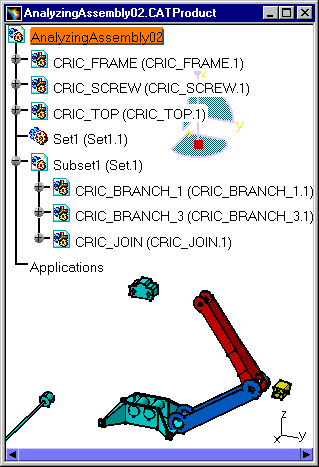 AnalyzingAssembly02.CATProduct
AnalyzingAssembly02
CRIC_FRAME (CRIC_FRAME.1)
CRIC_SCREW (CRIC_SCREW.1)
CRIC_TOP (CRIC_TOP.1)
Set1 (Set1.1)
Subset1 (Set.1)
CRIC_BRANCH_1 (CRIC_BRANCH_1.1)
CRIC_BRANCH_3 (CRIC_BRANCH_3.1)
CRIC_JOIN (CRIC_JOIN.1)
Applications
y
z
x y